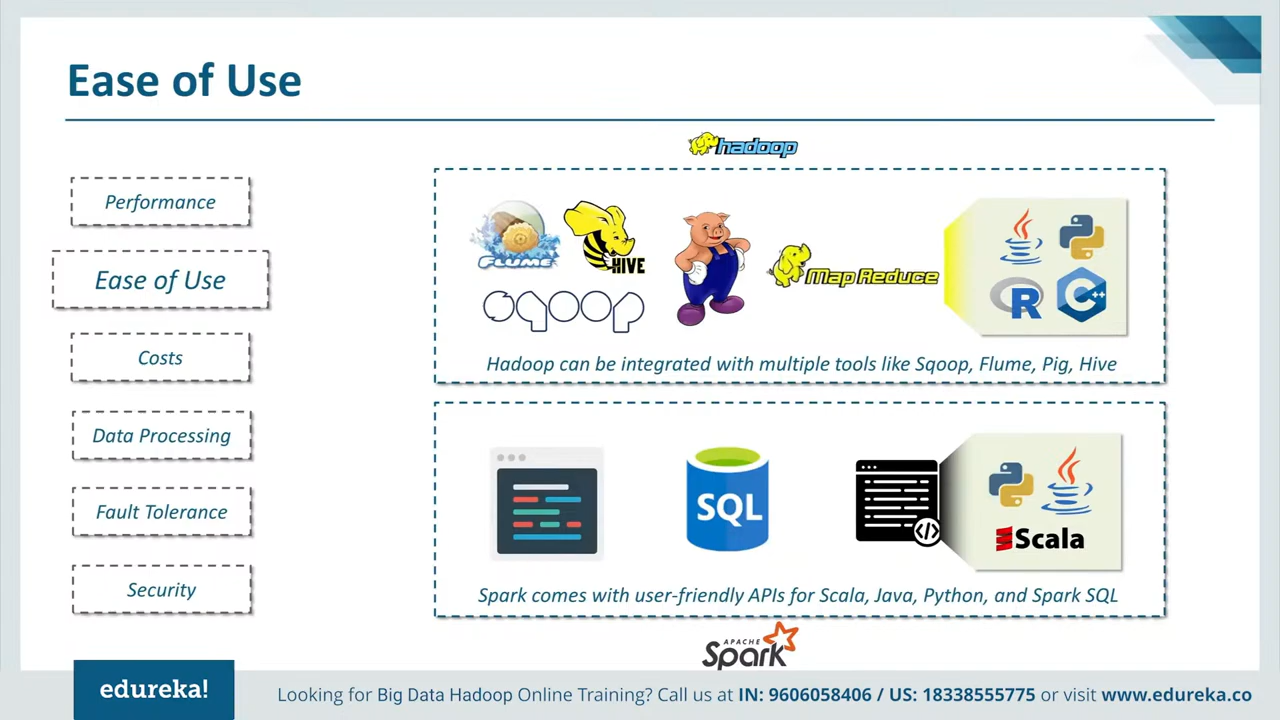 Ease of Use
Performance
Ease of Use
Costs
Data Processing
Fault Tolerance
Security
hadoop
FLUME
HIVE
sqoop
Map Reduce
R
C++
Hadoop can be integrated with multiple tools like Sqoop, Flume, Pig, Hive
SQL
</>
Scala
Spark comes with user-friendly APIs for Scala, Java, Python, and Spark SQL
APACHE
Spark
edureka!
Looking for Big Data Hadoop Online Training? Call us at IN: 9606058406 / US: 18338555775 or visit www.edureka.co